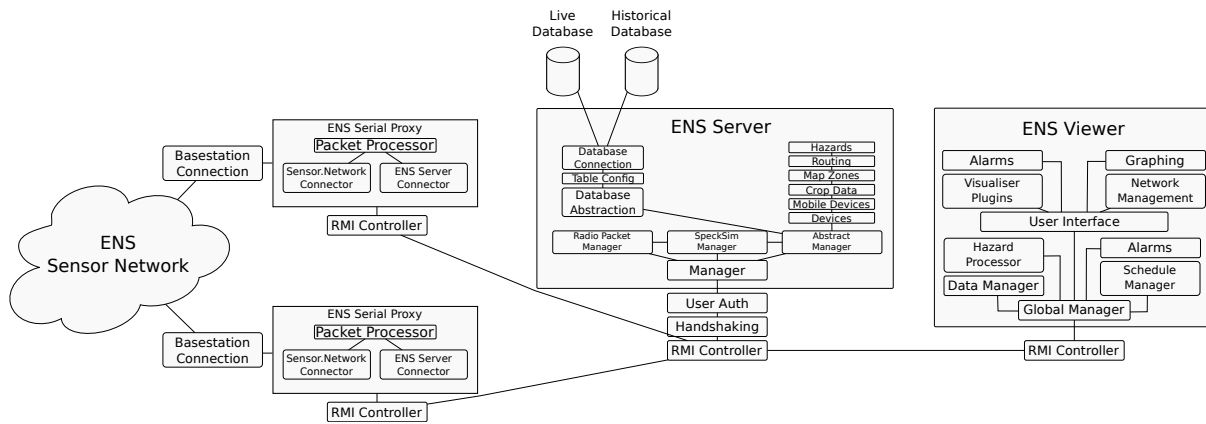 Live
Database
Historical
Database
ENS
Sensor Network
Basestation
Connection
ENS Serial Proxy
Packet Processor
Sensor.Network
Connector
ENS Server
Connector
RMI Controller
Basestation
Connection
ENS Serial Proxy
Packet Processor
Sensor.Network
Connector
ENS Server
Connector
RMI Controller
ENS Server
Database
Connection
Table Config
Database
Abstraction
Hazards
Routing
Map Zones
Crop Data
Mobile Devices
Devices
Radio Packet
Manager
SpeckSim
Manager
Abstract Manager
Manager
User Auth
Handshaking
RMI Controller
ENS Viewer
Alarms
Graphing
Visualiser
Plugins
Network
Management
User Interface
Hazard
Processor
Alarms
Data Manager
Schedule
Manager
Global Manager
RMI Controller